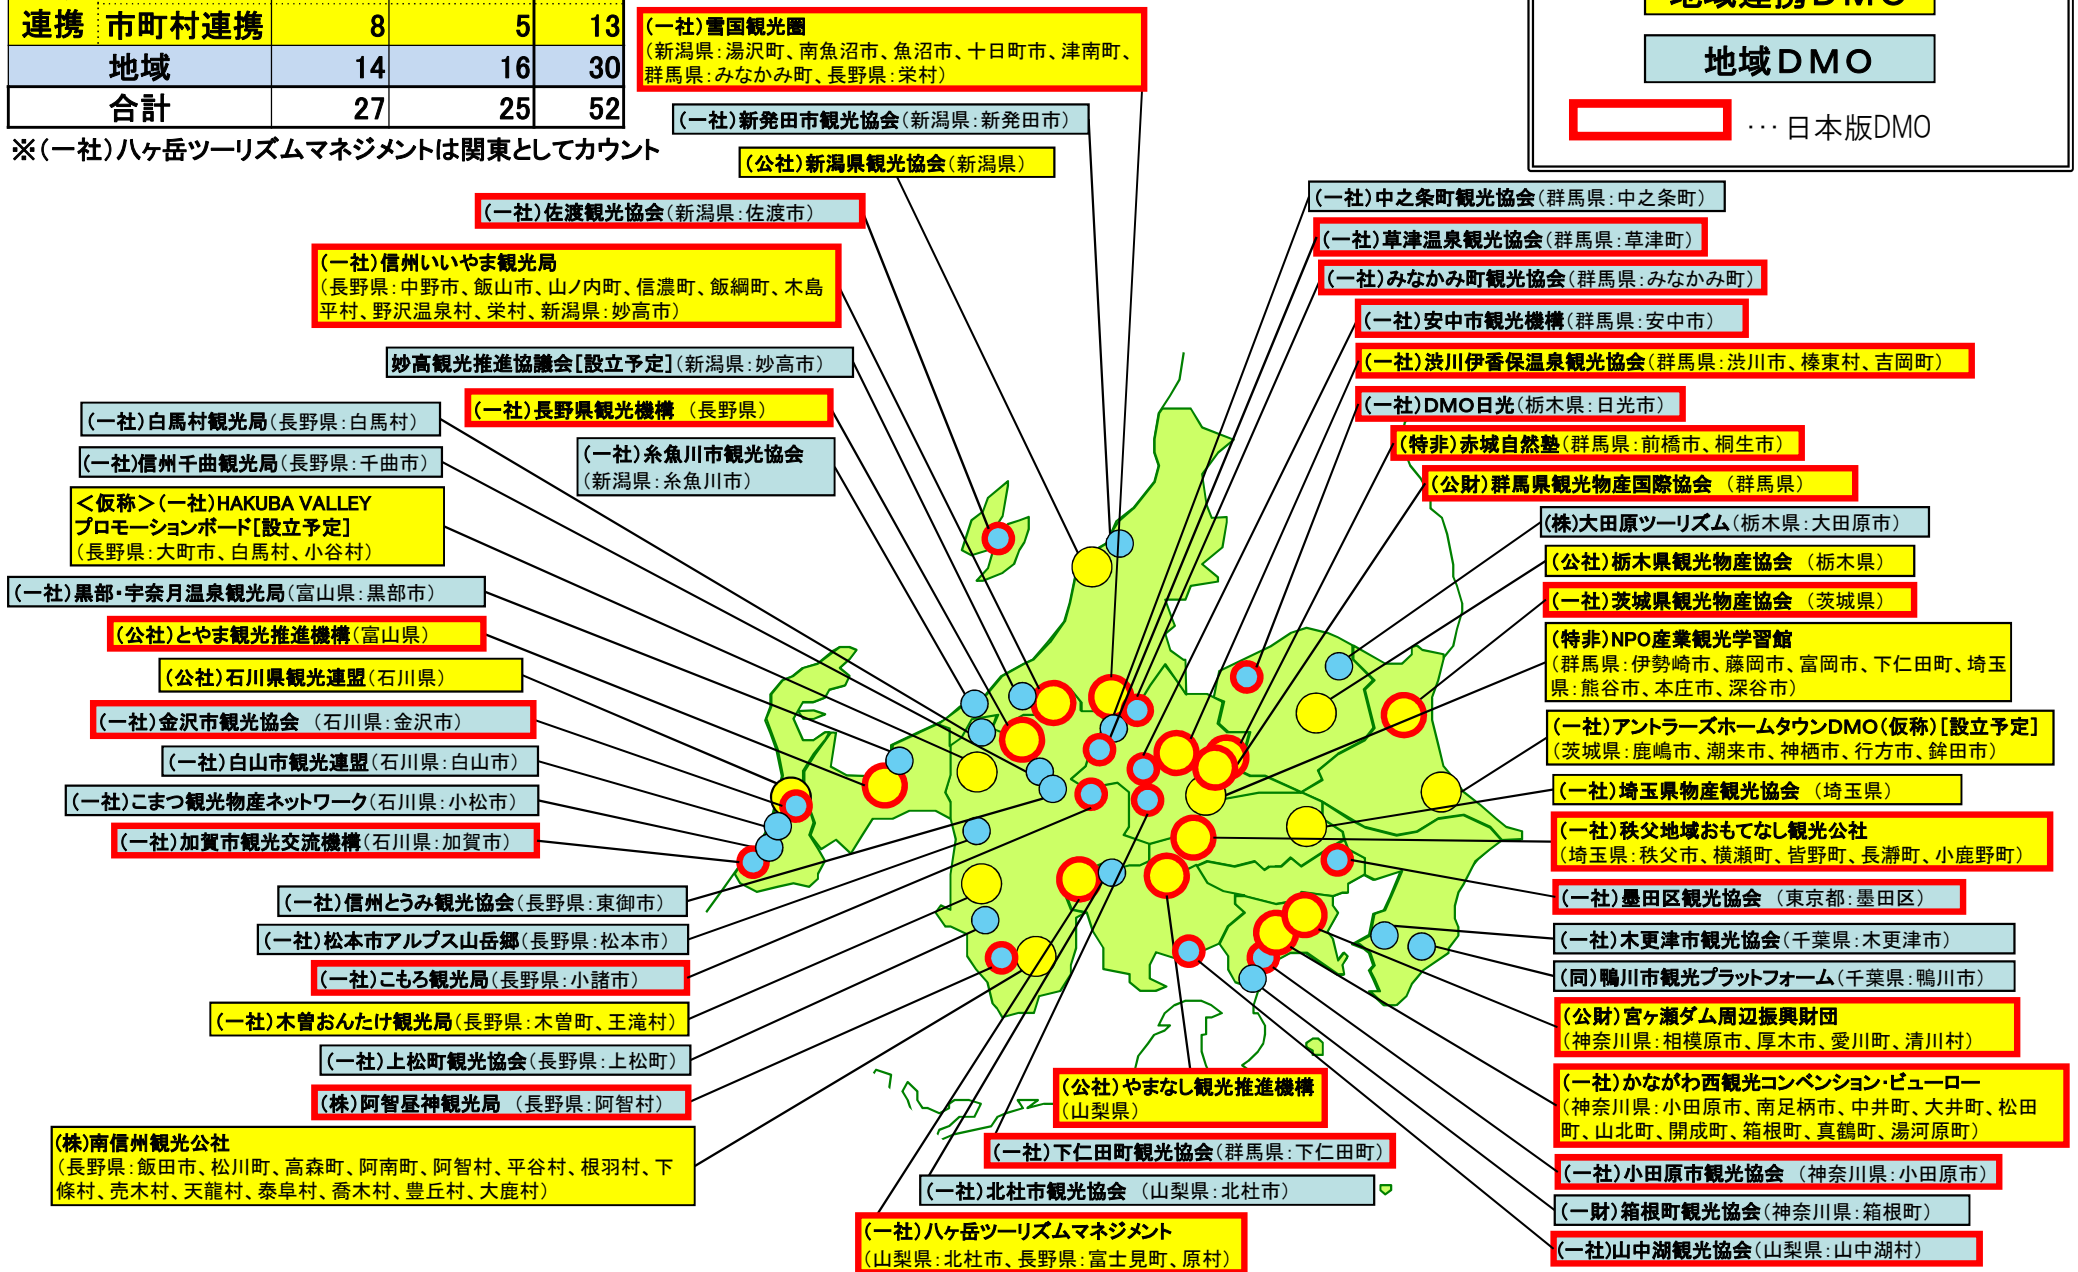 連携 市町村連携 8 5 13
地域 14 16 30
合計 27 25 52
※(一社)八ヶ岳ツーリズムマネジメントは関東としてカウント
地域連携DMO
地域DMO
…日本版DMO
(一社)雪国観光圏
(新潟県:湯沢町、南魚沼市、魚沼市、十日町市、津南町、
群馬県:みなかみ町、長野県:栄村)
(一社)新発田市観光協会(新潟県:新発田市)
(公社)新潟県観光協会(新潟県)
(一社)佐渡観光協会(新潟県:佐渡市)
(一社)信州いいやま観光局
(長野県:中野市、飯山市、山ノ内町、信濃町、飯綱町、木島
平村、野沢温泉村、栄村、新潟県:妙高市)
妙高観光推進協議会[設立予定](新潟県:妙高市)
(一社)長野県観光機構 (長野県)
(一社)糸魚川市観光協会
(新潟県:糸魚川市)
(一社)白馬村観光局(長野県:白馬村)
(一社)信州千曲観光局(長野県:千曲市)
<仮称>(一社)HAKUBA VALLEY
プロモーションボード[設立予定]
(長野県:大町市、白馬村、小谷村)
(一社)黒部・宇奈月温泉観光局(富山県:黒部市)
(公社)とやま観光推進機構(富山県)
(公社)石川県観光連盟(石川県)
(一社)金沢市観光協会 (石川県:金沢市)
(一社)白山市観光連盟(石川県:白山市)
(一社)こまつ観光物産ネットワーク(石川県:小松市)
(一社)加賀市観光交流機構(石川県:加賀市)
(一社)信州とうみ観光協会(長野県:東御市)
(一社)松本市アルプス山岳郷(長野県:松本市)
(一社)こもろ観光局(長野県:小諸市)
(一社)木曽おんたけ観光局(長野県:木曽町、王滝村)
(一社)上松町観光協会(長野県:上松町)
(株)阿智昼神観光局 (長野県:阿智村)
(株)南信州観光公社
(長野県:飯田市、松川町、高森町、阿南町、阿智村、平谷村、根羽村、下
條村、売木村、天龍村、泰阜村、喬木村、豊丘村、大鹿村)
(一社)中之条町観光協会(群馬県:中之条町)
(一社)草津温泉観光協会(群馬県:草津町)
(一社)みなかみ町観光協会(群馬県:みなかみ町)
(一社)安中市観光機構(群馬県:安中市)
(一社)渋川伊香保温泉観光協会(群馬県:渋川市、榛東村、吉岡町)
(一社)DMO日光(栃木県:日光市)
(特非)赤城自然塾(群馬県:前橋市、桐生市)
(公財)群馬県観光物産国際協会 (群馬県)
(株)大田原ツーリズム(栃木県:大田原市)
(公社)栃木県観光物産協会 (栃木県)
(一社)茨城県観光物産協会 (茨城県)
(特非)NPO産業観光学習館
(群馬県:伊勢崎市、藤岡市、富岡市、下仁田町、埼玉
県:熊谷市、本庄市、深谷市)
(一社)アントラーズホームタウンDMO(仮称)[設立予定]
(茨城県:鹿嶋市、潮来市、神栖市、行方市、鉾田市)
(一社)埼玉県物産観光協会 (埼玉県)
(一社)秩父地域おもてなし観光公社
(埼玉県:秩父市、横瀬町、皆野町、長瀞町、小鹿野町)
(一社)墨田区観光協会 (東京都:墨田区)
(一社)木更津市観光協会(千葉県:木更津市)
(同)鴨川市観光プラットフォーム(千葉県:鴨川市)
(公財)宮ヶ瀬ダム周辺振興財団
(神奈川県:相模原市、厚木市、愛川町、清川村)
(一社)かながわ西観光コンベンション・ビューロー
(神奈川県:小田原市、南足柄市、中井町、大井町、松田
町、山北町、開成町、箱根町、真鶴町、湯河原町)
(一社)小田原市観光協会 (神奈川県:小田原市)
(一財)箱根町観光協会(神奈川県:箱根町)
(一社)山中湖観光協会(山梨県:山中湖村)
(公社)やまなし観光推進機構
(山梨県)
(一社)下仁田町観光協会(群馬県:下仁田町)
(一社)北杜市観光協会 (山梨県:北杜市)
(一社)八ヶ岳ツーリズムマネジメント
(山梨県:北杜市、長野県:富士見町、原村)